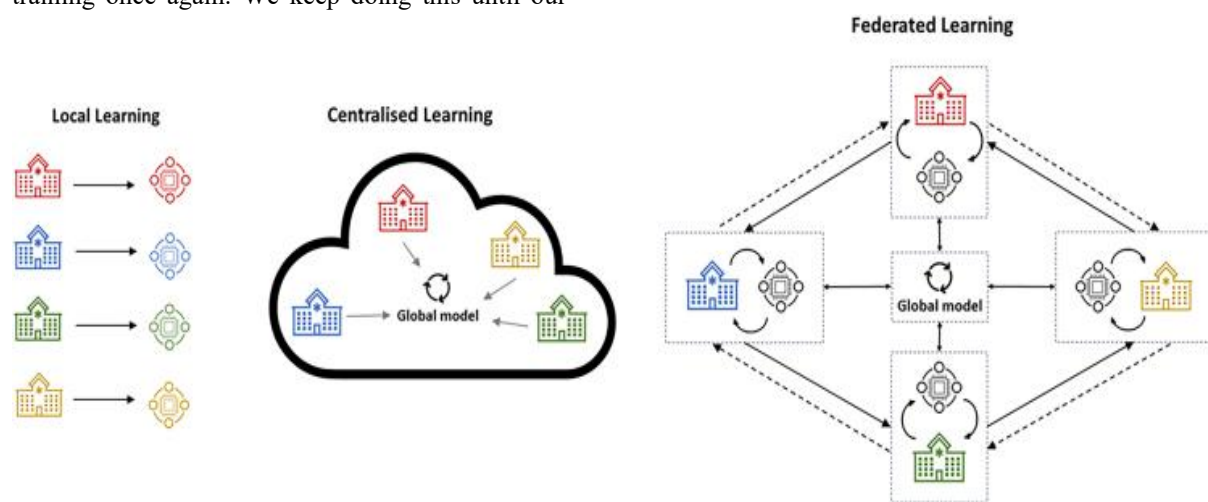 training once again. We keep doing this until our
Federated Learning
Local Learning
Centralised Learning
Global model
Global model